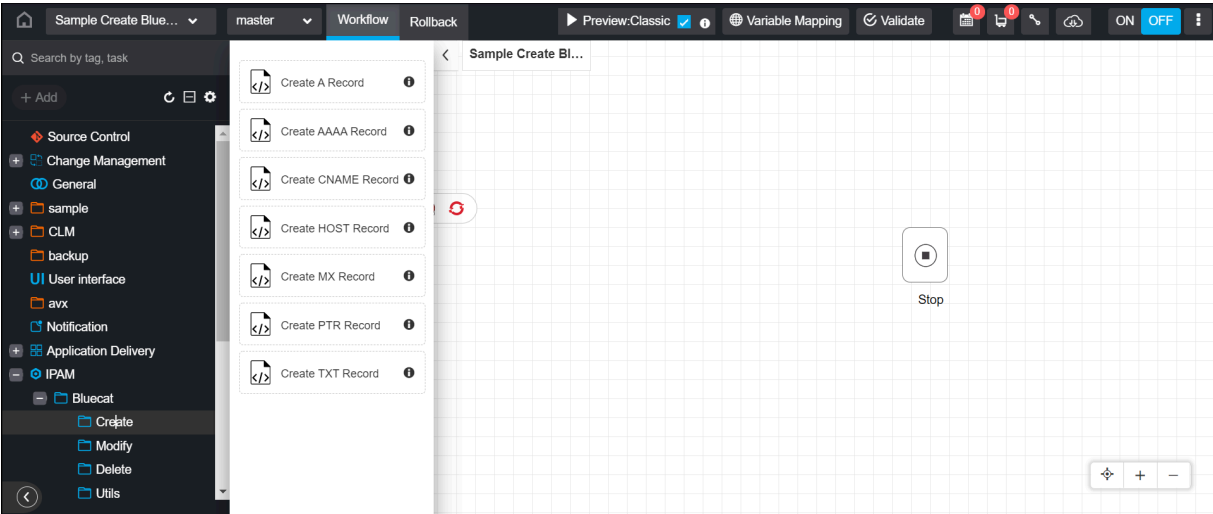 Sample Create Blue...
master
Workflow
Rollback
Preview:Classic
Variable Mapping
Validate
0
0
ON
OFF
Search by tag, task
+ Add
Source Control
Change Management
General
sample
CLM
backup
UI User interface
avx
Notification
Application Delivery
IPAM
Bluecat
Create
Modify
Delete
Utils
Create A Record
Create AAAA Record
Create CNAME Record
Create HOST Record
Create MX Record
Create PTR Record
Create TXT Record
Sample Create Bl...
Stop